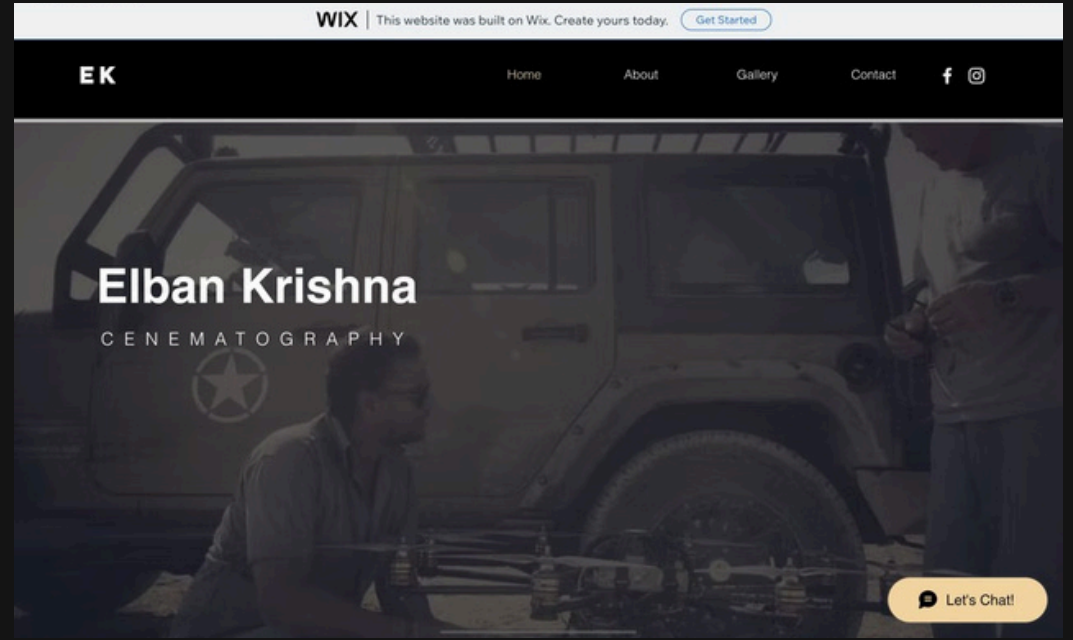 WIX | This website was built on Wix. Create yours today. Get Started
EK Home About Gallery Contact
Elban Krishna
CENEMATOGRAPHY
Let's Chat!